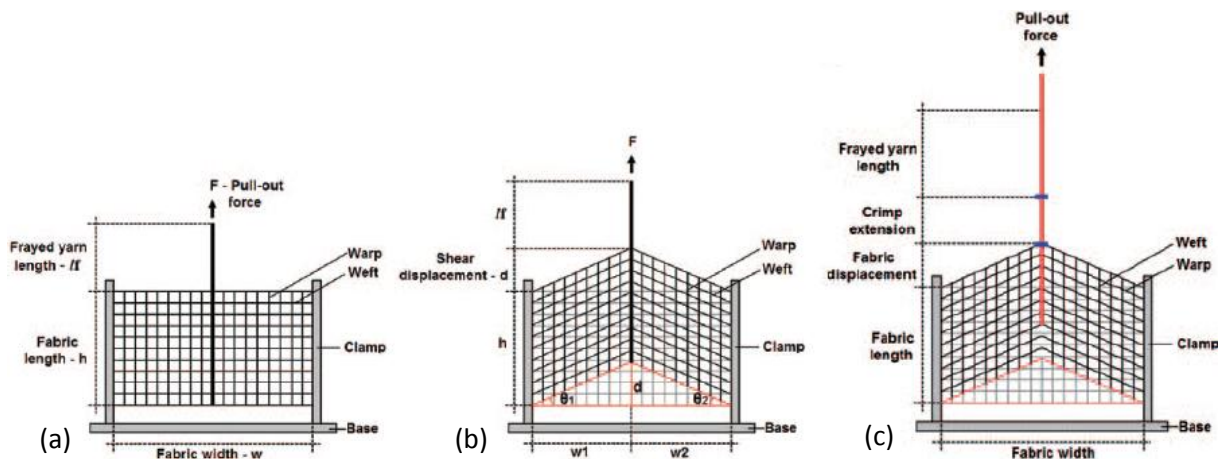 F - Pull-out
force
Frayed yarn
length - lf
Warp
Weft
Fabric
length - h
Clamp
Base
(a)
Fabric width - w
F
lf
Shear
displacement - d
Warp
Weft
h
d
θ1
θ2
Clamp
Base
(b)
w1
w2
Pull-out
force
Frayed yarn
length
Crimp
extension
Fabric
displacement
Weft
Warp
Fabric
length
Clamp
Base
(c)
Fabric width